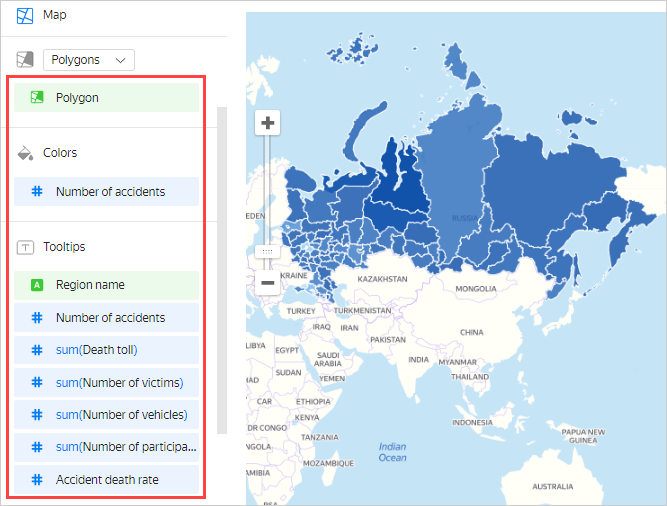 Map
Polygons
Polygon
Colors
Number of accidents
Tooltips
Region name
Number of accidents
sum(Death toll)
sum(Number of victims)
sum(Number of vehicles)
sum(Number of participa...
Accident death rate
RUSSIA
EDEN
KRAINE
KAZAKHSTAN
MONGOLIA
TURKEY
TURKMENISTAN
CHINA
IRAQ
IRAN
PAKISTAN
LIBYA
EGYPT
SAUDI
ARABIA
INDIA
MYANMAR
SUDAN
YEMEN
THAILAND
CAR
ETHIOPIA
KENYA
DR CONGO
TANZANIA
INDONESIA
PAPUA NEW
GUINEA
Indian
Ocean
NGOLA
MOZAMBIQUE
AUSTRALIA